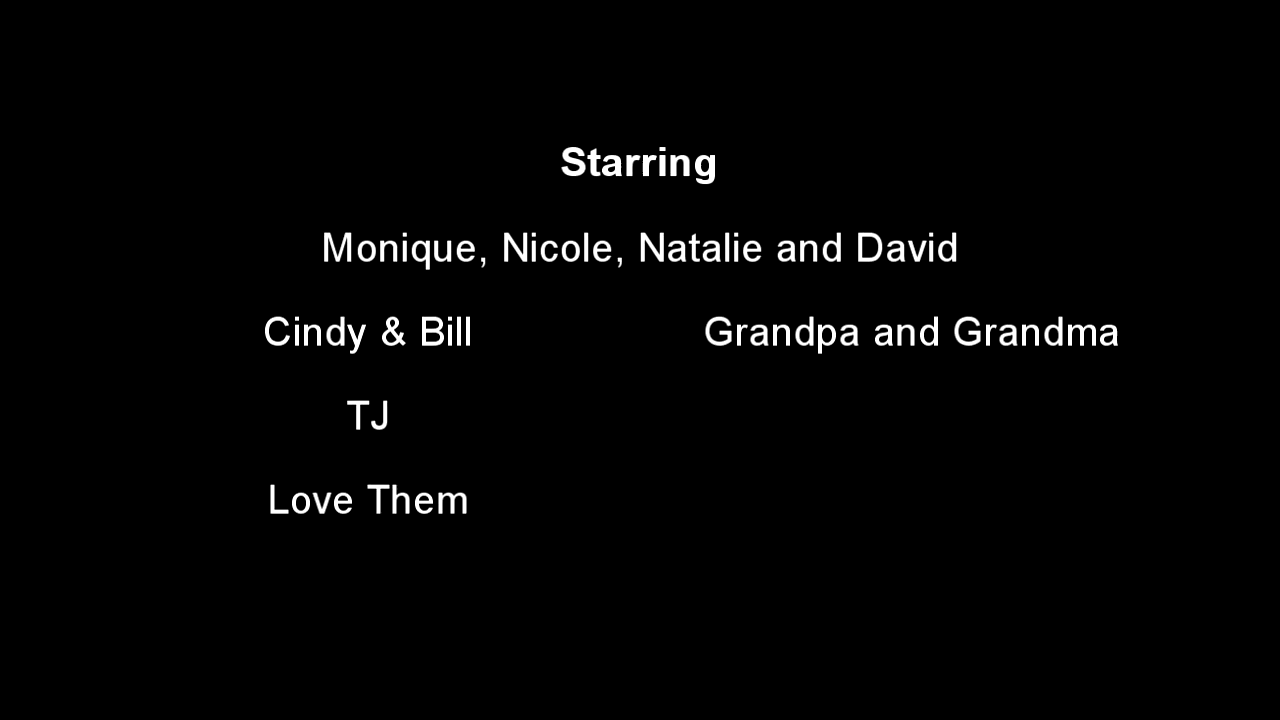 Starring
Monique, Nicole, Natalie and David
Cindy & Bill Grandpa and Grandma
TJ
Love Them